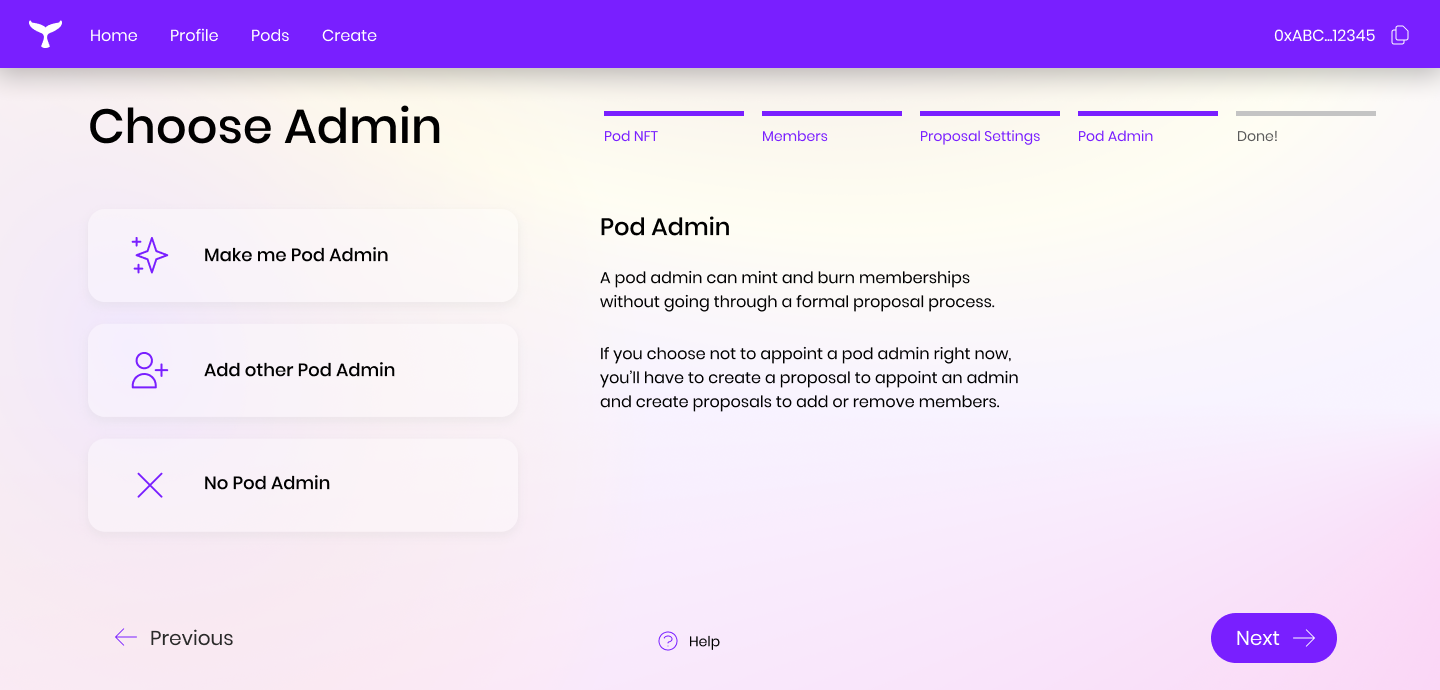 Home Profile Pods Create 0xABC...12345
Choose Admin
Pod NFT Members Proposal Settings Pod Admin Done!
Make me Pod Admin
Add other Pod Admin
No Pod Admin
Pod Admin
A pod admin can mint and burn memberships
without going through a formal proposal process.
If you choose not to appoint a pod admin right now,
you’ll have to create a proposal to appoint an admin
and create proposals to add or remove members.
Previous
Help
Next